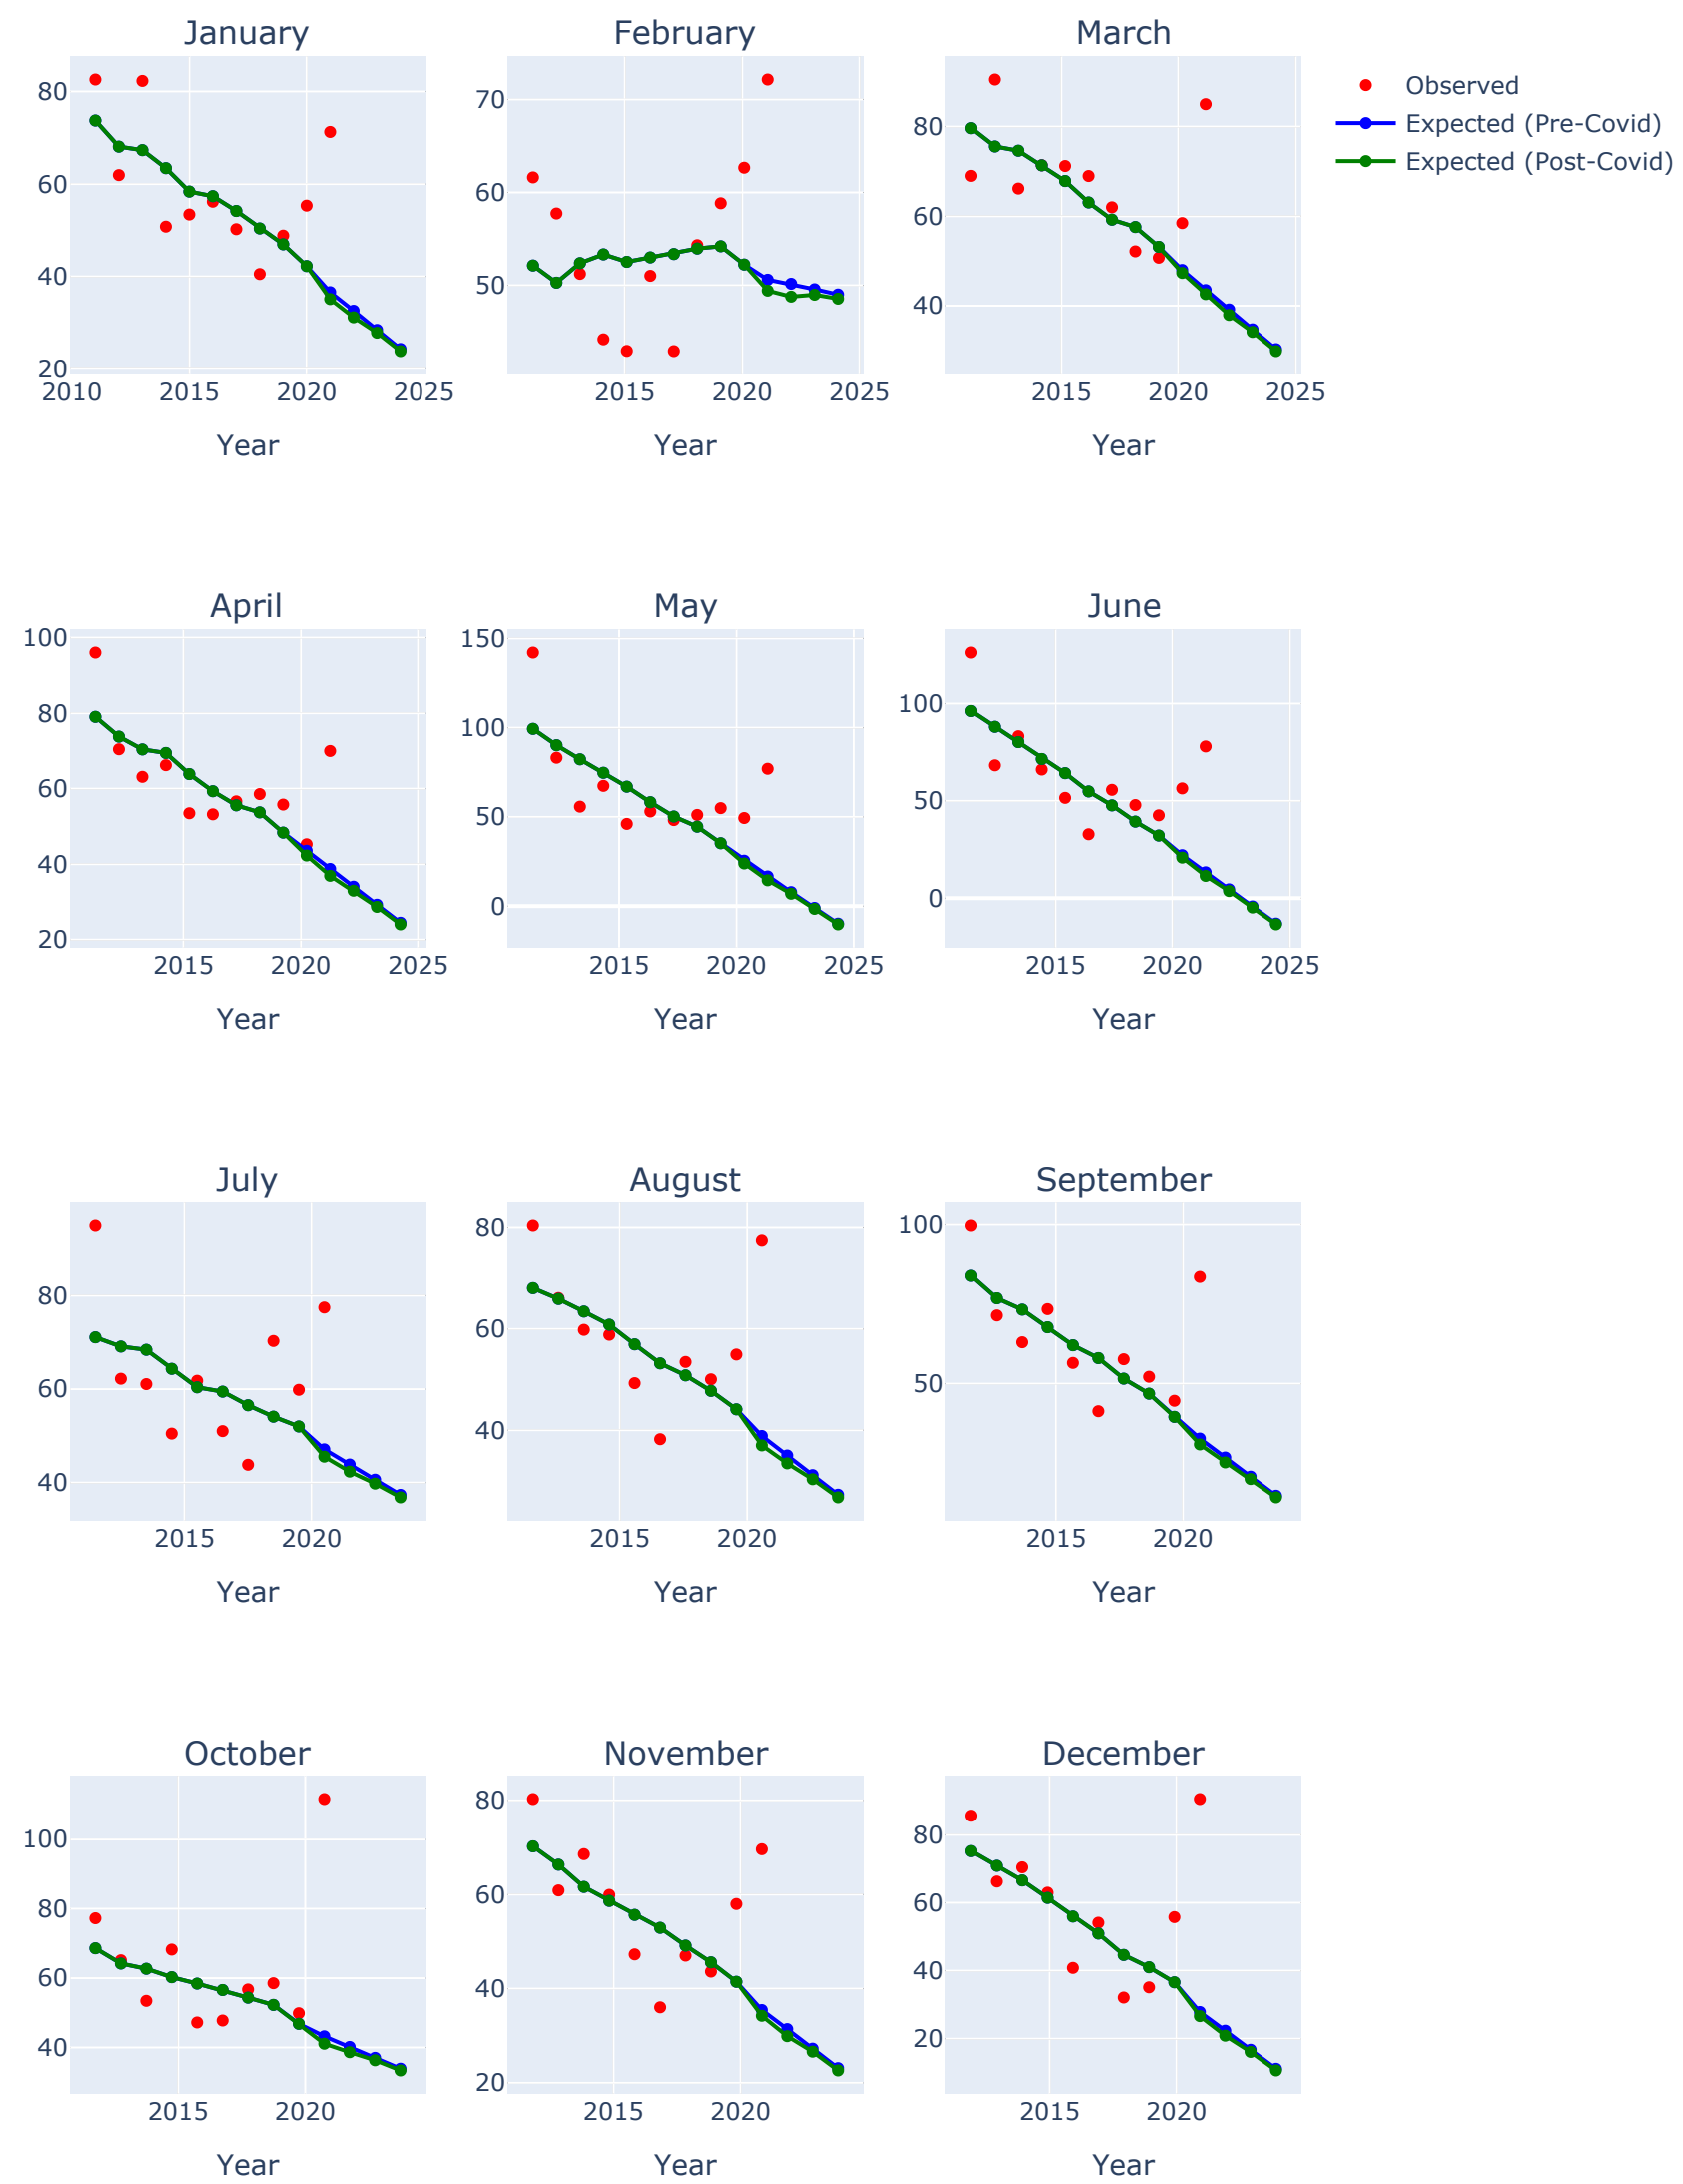 January February March
Observed
Expected (Pre-Covid)
Expected (Post-Covid)
80
60
40
20
2010 2015 2020 2025
Year
70
60
50
2015 2020 2025
Year
80
60
40
2015 2020 2025
Year
April May June
100
80
60
40
20
2015 2020 2025
Year
150
100
50
0
2015 2020 2025
Year
100
50
0
2015 2020 2025
Year
July August September
80
60
40
2015 2020
Year
80
60
40
2015 2020
Year
100
50
2015 2020
Year
October November December
100
80
60
40
2015 2020
Year
80
60
40
20
2015 2020
Year
80
60
40
20
2015 2020
Year